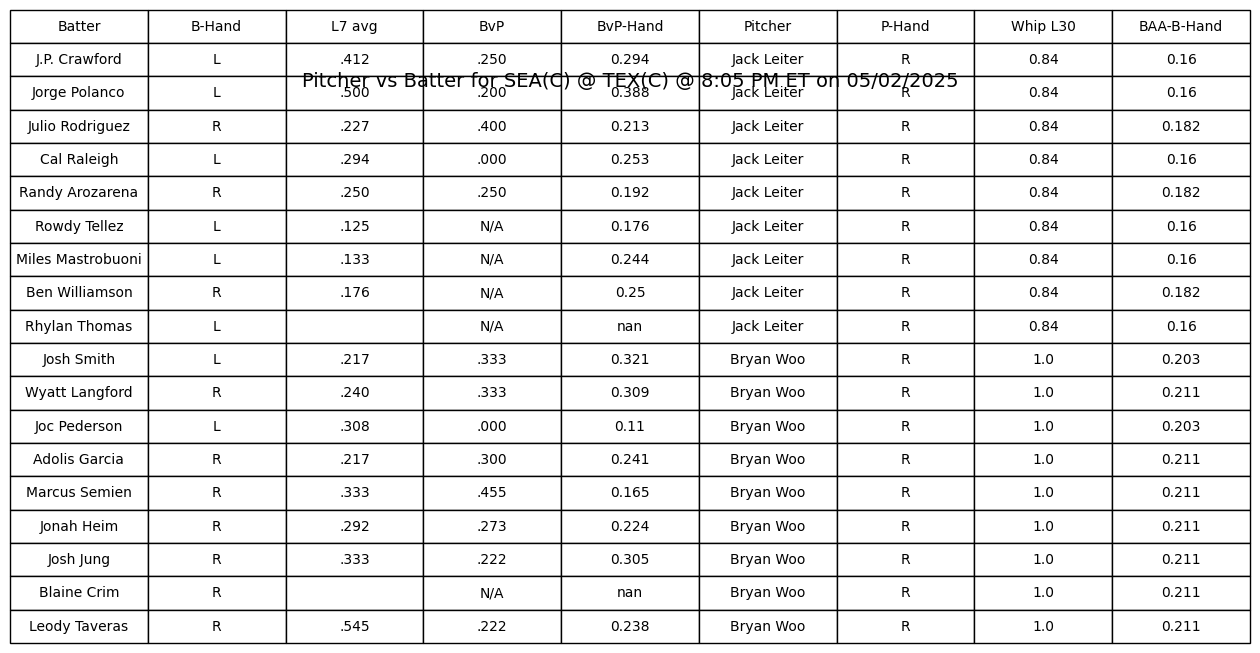 Batter B-Hand L7 avg BvP BvP-Hand Pitcher P-Hand Whip L30 BAA-B-Hand
J.P. Crawford L .412 .250 0.294 Jack Leiter R 0.84 0.16
Pitcher vs Batter for SEA(C) @ TEX(C) @ 8:05 PM ET on 05/02/2025
Jorge Polanco L .500 .200 0.388 Jack Leiter R 0.84 0.16
Julio Rodriguez R .227 .400 0.213 Jack Leiter R 0.84 0.182
Cal Raleigh L .294 .000 0.253 Jack Leiter R 0.84 0.16
Randy Arozarena R .250 .250 0.192 Jack Leiter R 0.84 0.182
Rowdy Tellez L .125 N/A 0.176 Jack Leiter R 0.84 0.16
Miles Mastrobuoni L .133 N/A 0.244 Jack Leiter R 0.84 0.16
Ben Williamson R .176 N/A 0.25 Jack Leiter R 0.84 0.182
Rhylan Thomas L N/A nan Jack Leiter R 0.84 0.16
Josh Smith L .217 .333 0.321 Bryan Woo R 1.0 0.203
Wyatt Langford R .240 .333 0.309 Bryan Woo R 1.0 0.211
Joc Pederson L .308 .000 0.11 Bryan Woo R 1.0 0.203
Adolis Garcia R .217 .300 0.241 Bryan Woo R 1.0 0.211
Marcus Semien R .333 .455 0.165 Bryan Woo R 1.0 0.211
Jonah Heim R .292 .273 0.224 Bryan Woo R 1.0 0.211
Josh Jung R .333 .222 0.305 Bryan Woo R 1.0 0.211
Blaine Crim R N/A nan Bryan Woo R 1.0 0.211
Leody Taveras R .545 .222 0.238 Bryan Woo R 1.0 0.211